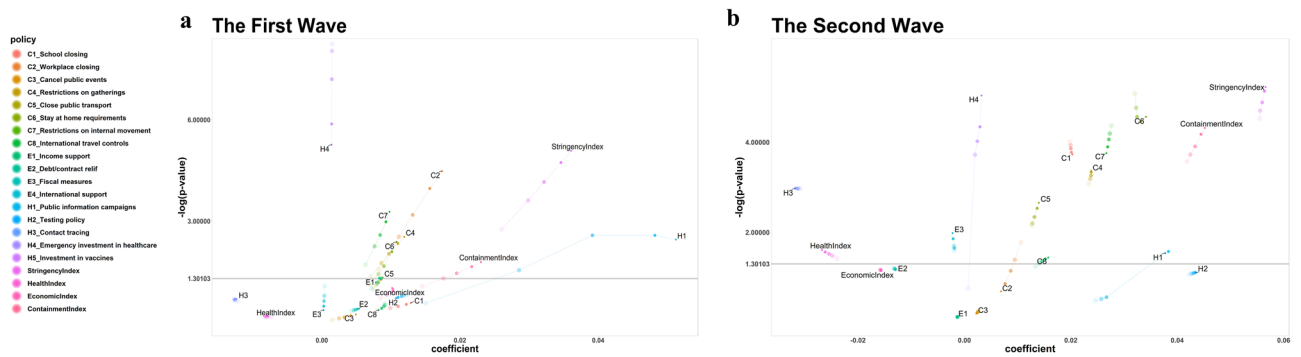 a The First Wave
b The Second Wave
policy
C1_School closing
C2_Workplace closing
C3_Cancel public events
C4_Restrictions on gatherings
C5_Close public transport
C6_Stay at home requirements
C7_Restrictions on internal movement
C8_International travel controls
E1_Income support
E2_Debt/contract relif
E3_Fiscal measures
E4_International support
H1_Public information campaigns
H2_Testing policy
H3_Contact tracing
H4_Emergency investment in healthcare
H5_Investment in vaccines
StringencyIndex
HealthIndex
EconomicIndex
ContainmentIndex
-log(p-value)
6.00000
3.00000
1.30103
H4
StringencyIndex
C2
C7
C4
C6
H1
ContainmentIndex
C5
E1
EconomicIndex
H3
H2
C1
HealthIndex
E3
E2
C3
C8
0.00
0.02
0.04
coefficient
-log(p-value)
4.00000
2.00000
1.30103
StringencyIndex
H4
C6
ContainmentIndex
C1
C7
C4
H3
C5
E3
HealthIndex
H1
C8
EconomicIndex
E2
H2
C2
E1
C3
-0.02
0.00
0.02
0.04
0.06
coefficient